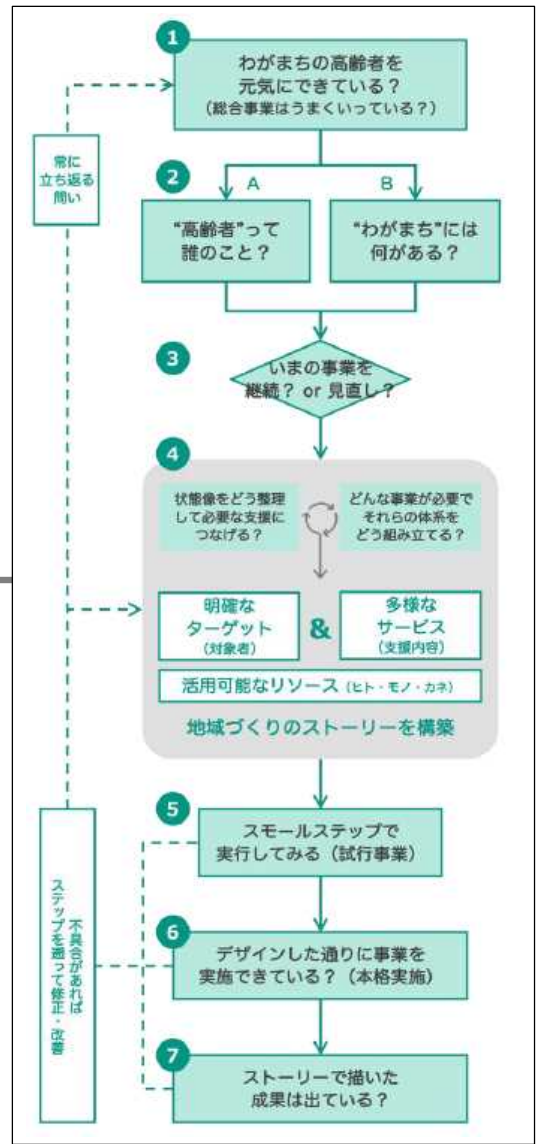 1
わがまちの高齢者を
元気にできている？
（総合事業はうまくいっている？）
常に
立ち返る
問い
2
A
B
“高齢者”って
誰のこと？
“わがまち”には
何がある？
3
いまの事業を
継続？ or 見直し？
4
状態像をどう整理
して必要な支援に
つなげる？
どんな事業が必要で
それらの体系を
どう組み立てる？
明確な
ターゲット
（対象者）
&
多様な
サービス
（支援内容）
活用可能なリソース（ヒト・モノ・カネ）
地域づくりのストーリーを構築
5
スモールステップで
実行してみる（試行事業）
6
デザインした通りに事業を
実施できている？（本格実施）
不具合があれば
ステップを遡って修正・改善
7
ストーリーで描いた
成果は出ている？